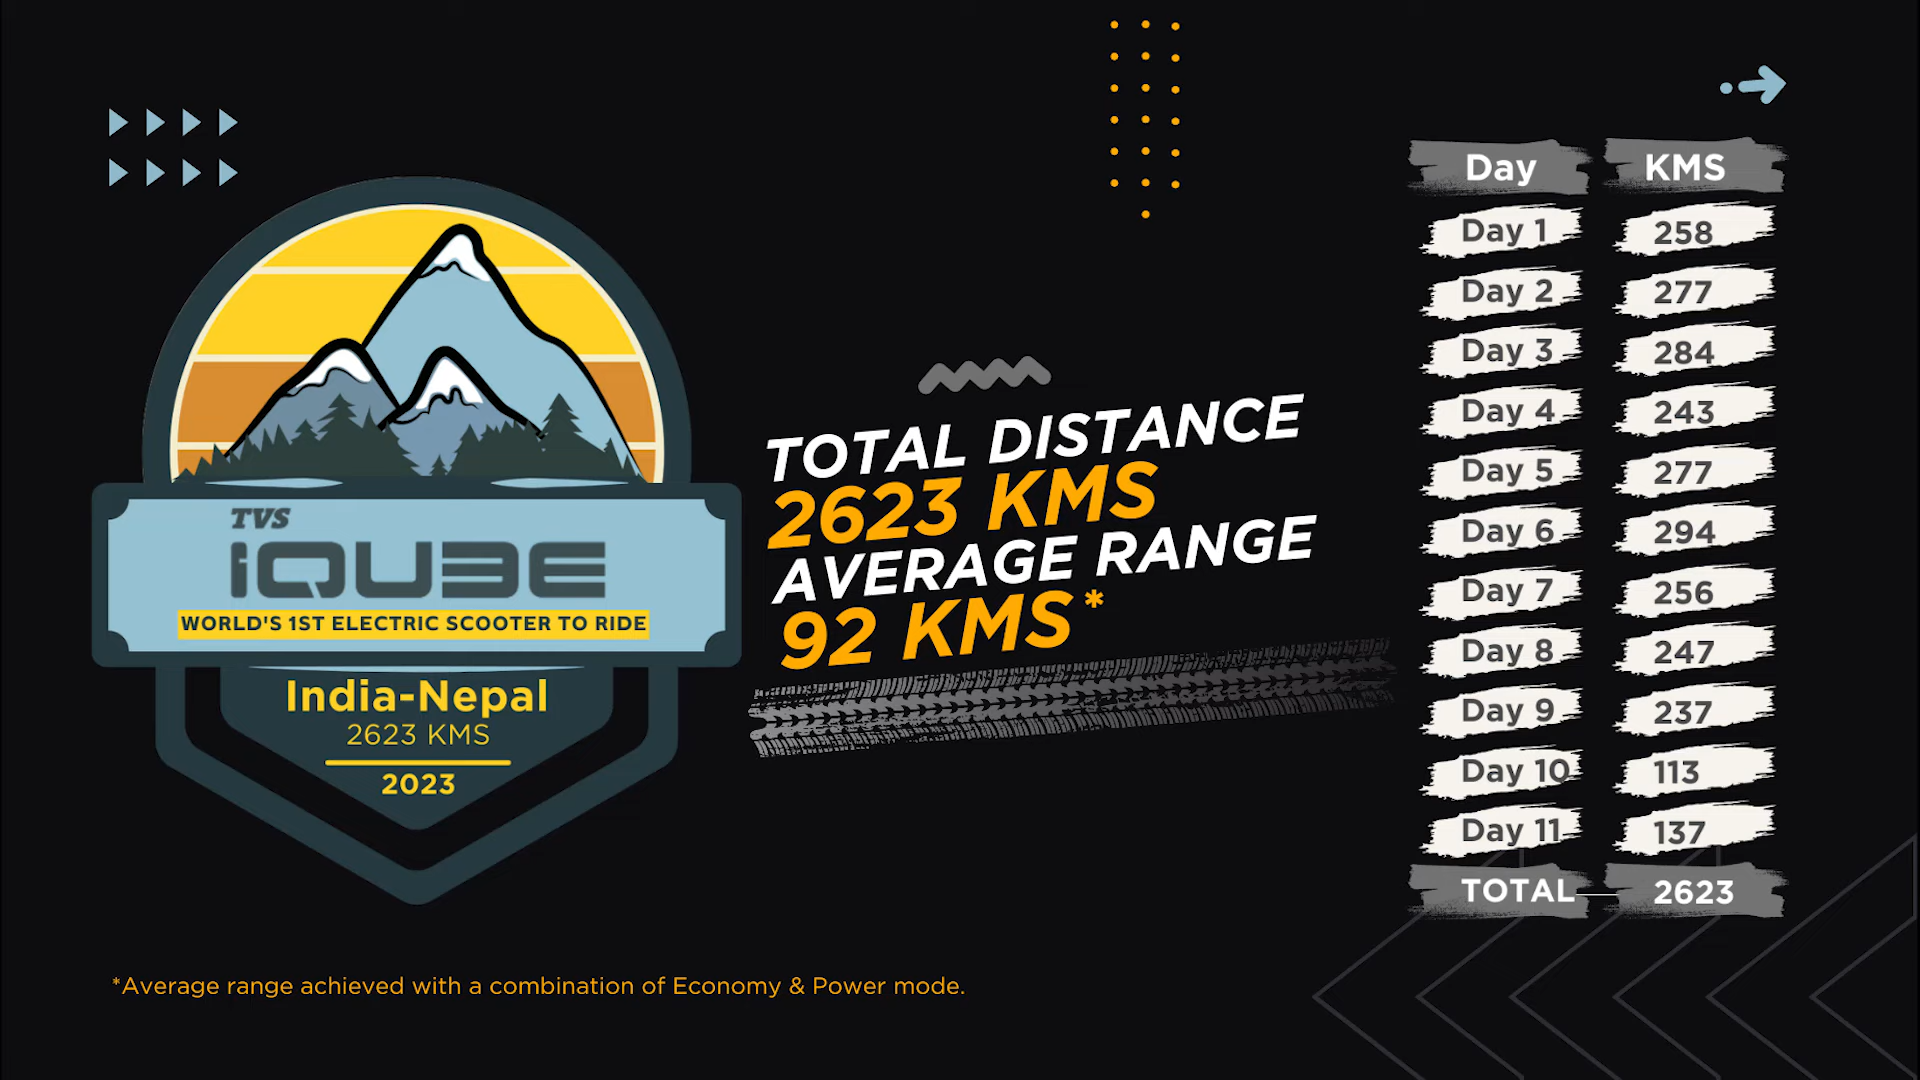 TVS
iQUBE
WORLD'S 1ST ELECTRIC SCOOTER TO RIDE
India-Nepal
2623 KMS
2023
TOTAL DISTANCE
2623 KMS
AVERAGE RANGE
92 KMS*
Day KMS
Day 1 258
Day 2 277
Day 3 284
Day 4 243
Day 5 277
Day 6 294
Day 7 256
Day 8 247
Day 9 237
Day 10 113
Day 11 137
TOTAL 2623
*Average range achieved with a combination of Economy & Power mode.